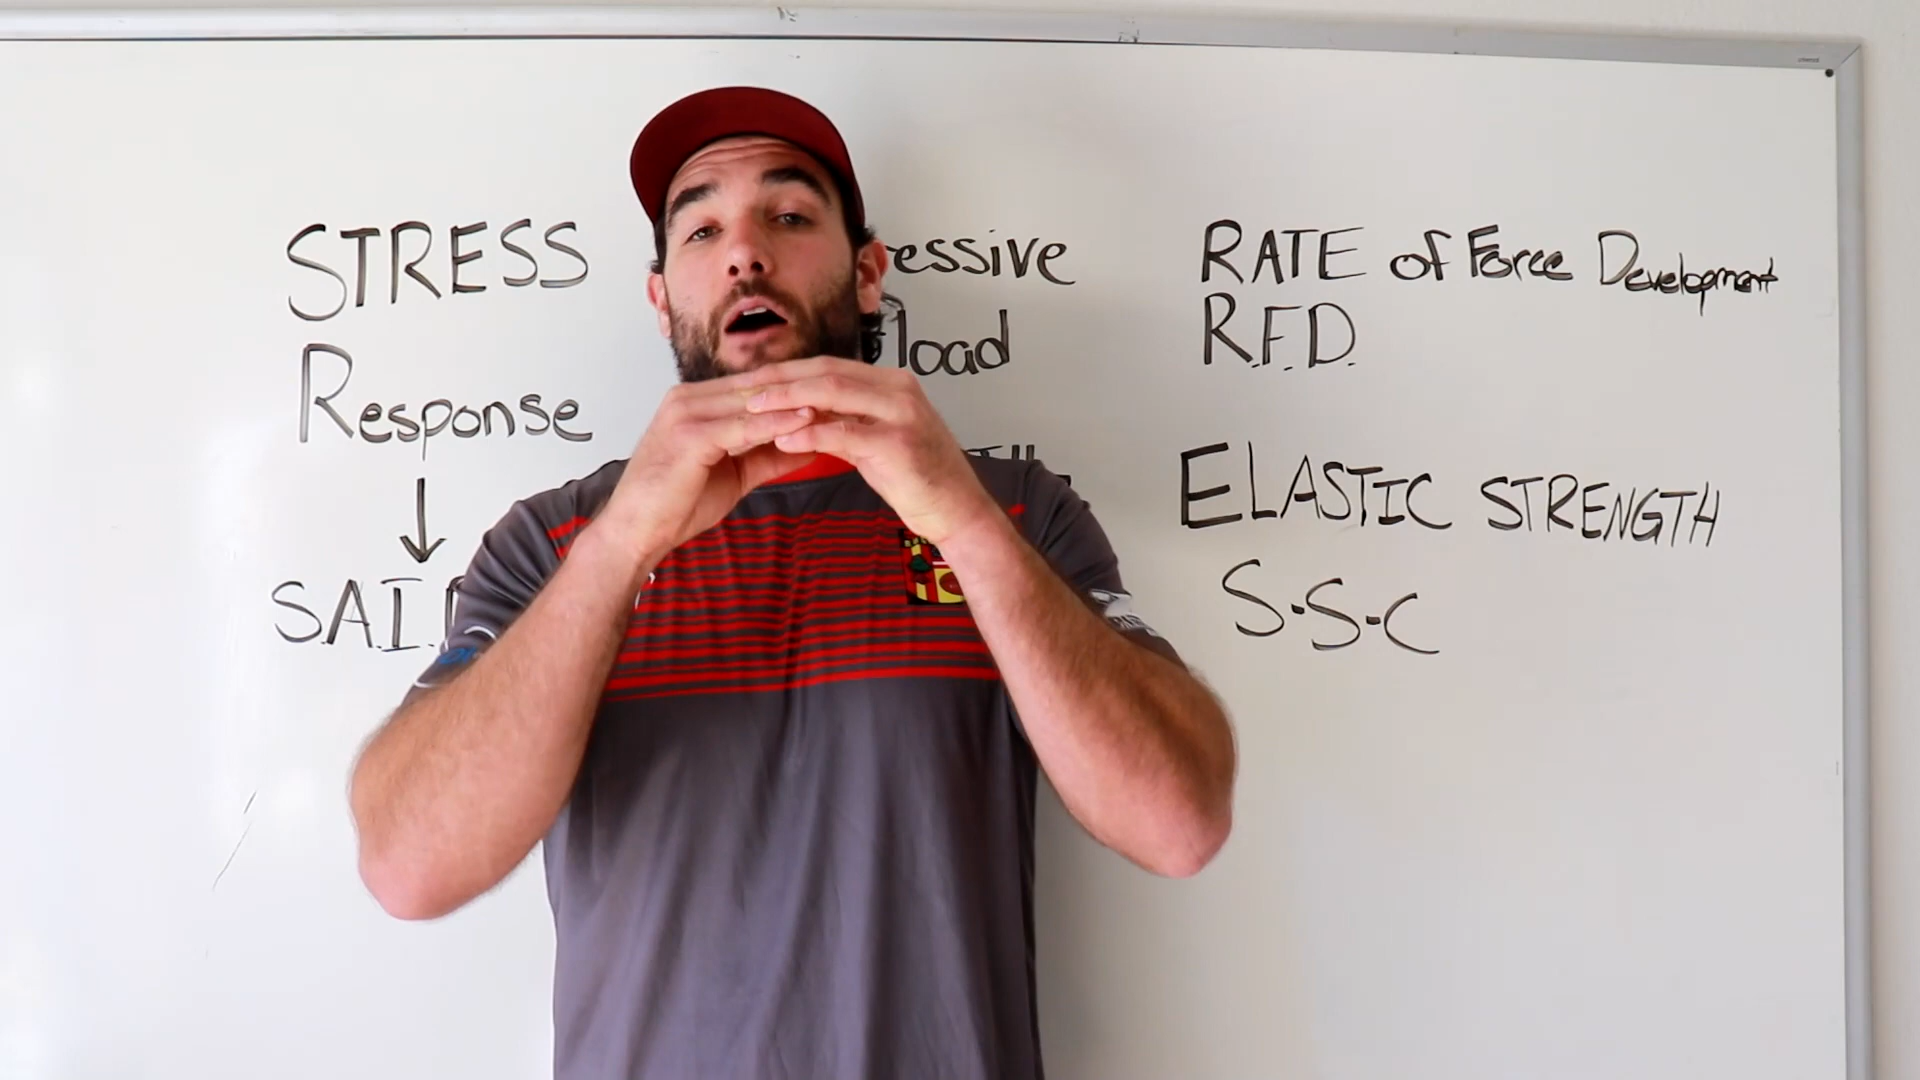 STRESS
Response
S.A.I.
essive
load
RATE of Force Development
R.F.D.
ELASTIC STRENGTH
S-S-C